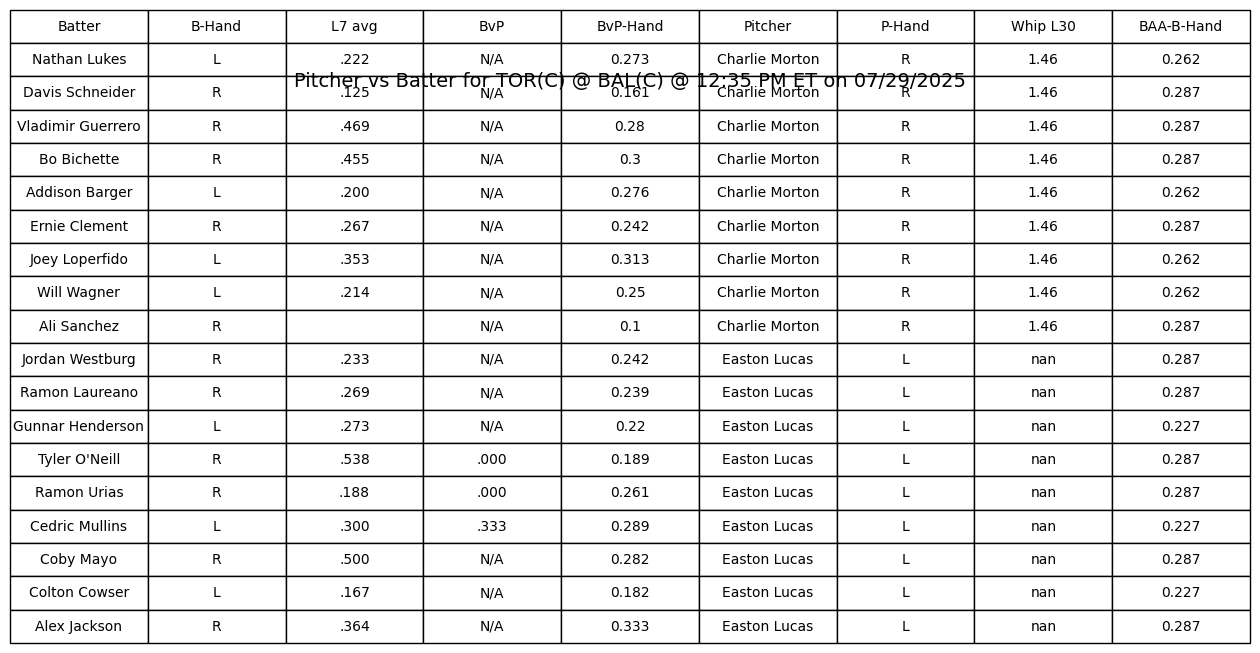 Batter B-Hand L7 avg BvP BvP-Hand Pitcher P-Hand Whip L30 BAA-B-Hand
Nathan Lukes L .222 N/A 0.273 Charlie Morton R 1.46 0.262
Pitcher vs Batter for TOR(C) @ BAL(C) @ 12:35 PM ET on 07/29/2025
Davis Schneider R .125 N/A 0.161 Charlie Morton R 1.46 0.287
Vladimir Guerrero R .469 N/A 0.28 Charlie Morton R 1.46 0.287
Bo Bichette R .455 N/A 0.3 Charlie Morton R 1.46 0.287
Addison Barger L .200 N/A 0.276 Charlie Morton R 1.46 0.262
Ernie Clement R .267 N/A 0.242 Charlie Morton R 1.46 0.287
Joey Loperfido L .353 N/A 0.313 Charlie Morton R 1.46 0.262
Will Wagner L .214 N/A 0.25 Charlie Morton R 1.46 0.262
Ali Sanchez R N/A 0.1 Charlie Morton R 1.46 0.287
Jordan Westburg R .233 N/A 0.242 Easton Lucas L nan 0.287
Ramon Laureano R .269 N/A 0.239 Easton Lucas L nan 0.287
Gunnar Henderson L .273 N/A 0.22 Easton Lucas L nan 0.227
Tyler O'Neill R .538 .000 0.189 Easton Lucas L nan 0.287
Ramon Urias R .188 .000 0.261 Easton Lucas L nan 0.287
Cedric Mullins L .300 .333 0.289 Easton Lucas L nan 0.227
Coby Mayo R .500 N/A 0.282 Easton Lucas L nan 0.287
Colton Cowser L .167 N/A 0.182 Easton Lucas L nan 0.227
Alex Jackson R .364 N/A 0.333 Easton Lucas L nan 0.287